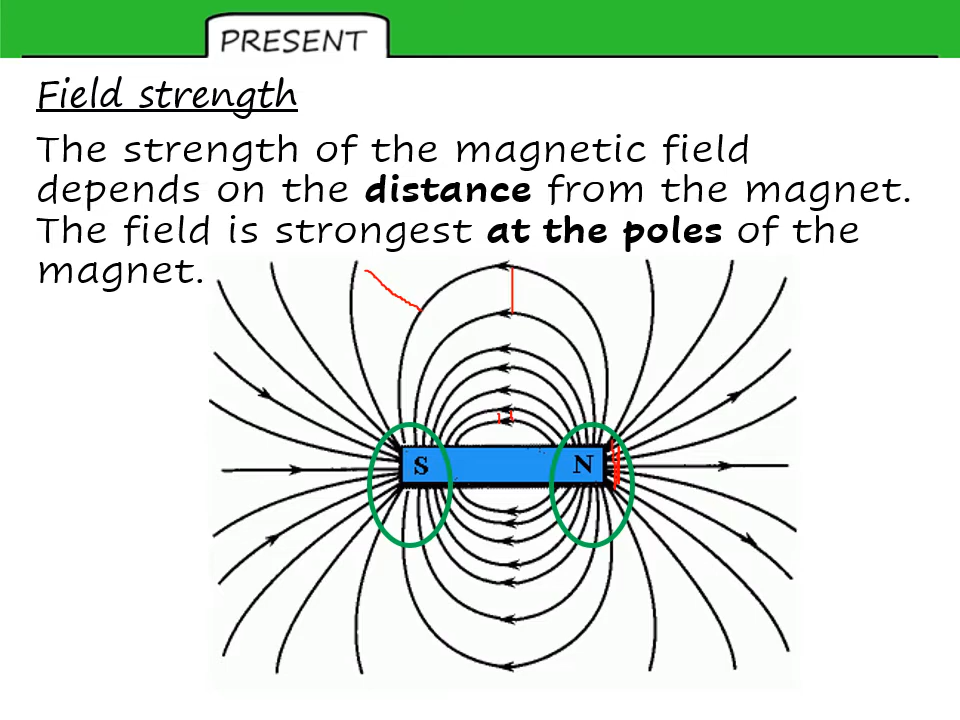 PRESENT
Field strength
The strength of the magnetic field
depends on the distance from the magnet.
The field is strongest at the poles of the
magnet.
S N